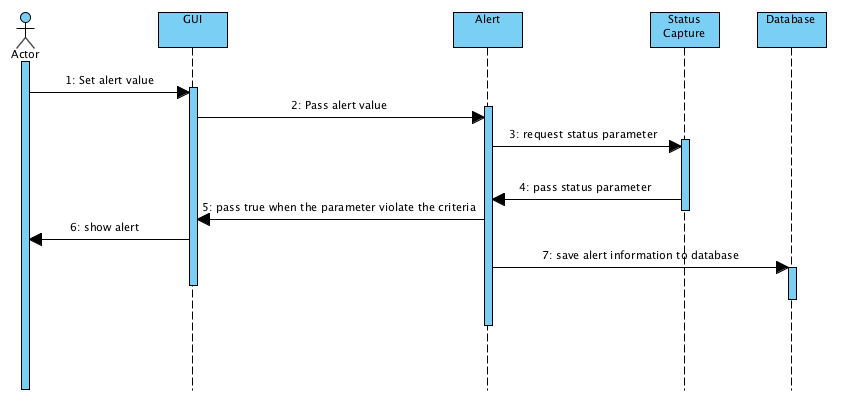 GUI
Alert
Status
Capture
Database
Actor
1: Set alert value
2: Pass alert value
3: request status parameter
4: pass status parameter
5: pass true when the parameter violate the criteria
6: show alert
7: save alert information to database